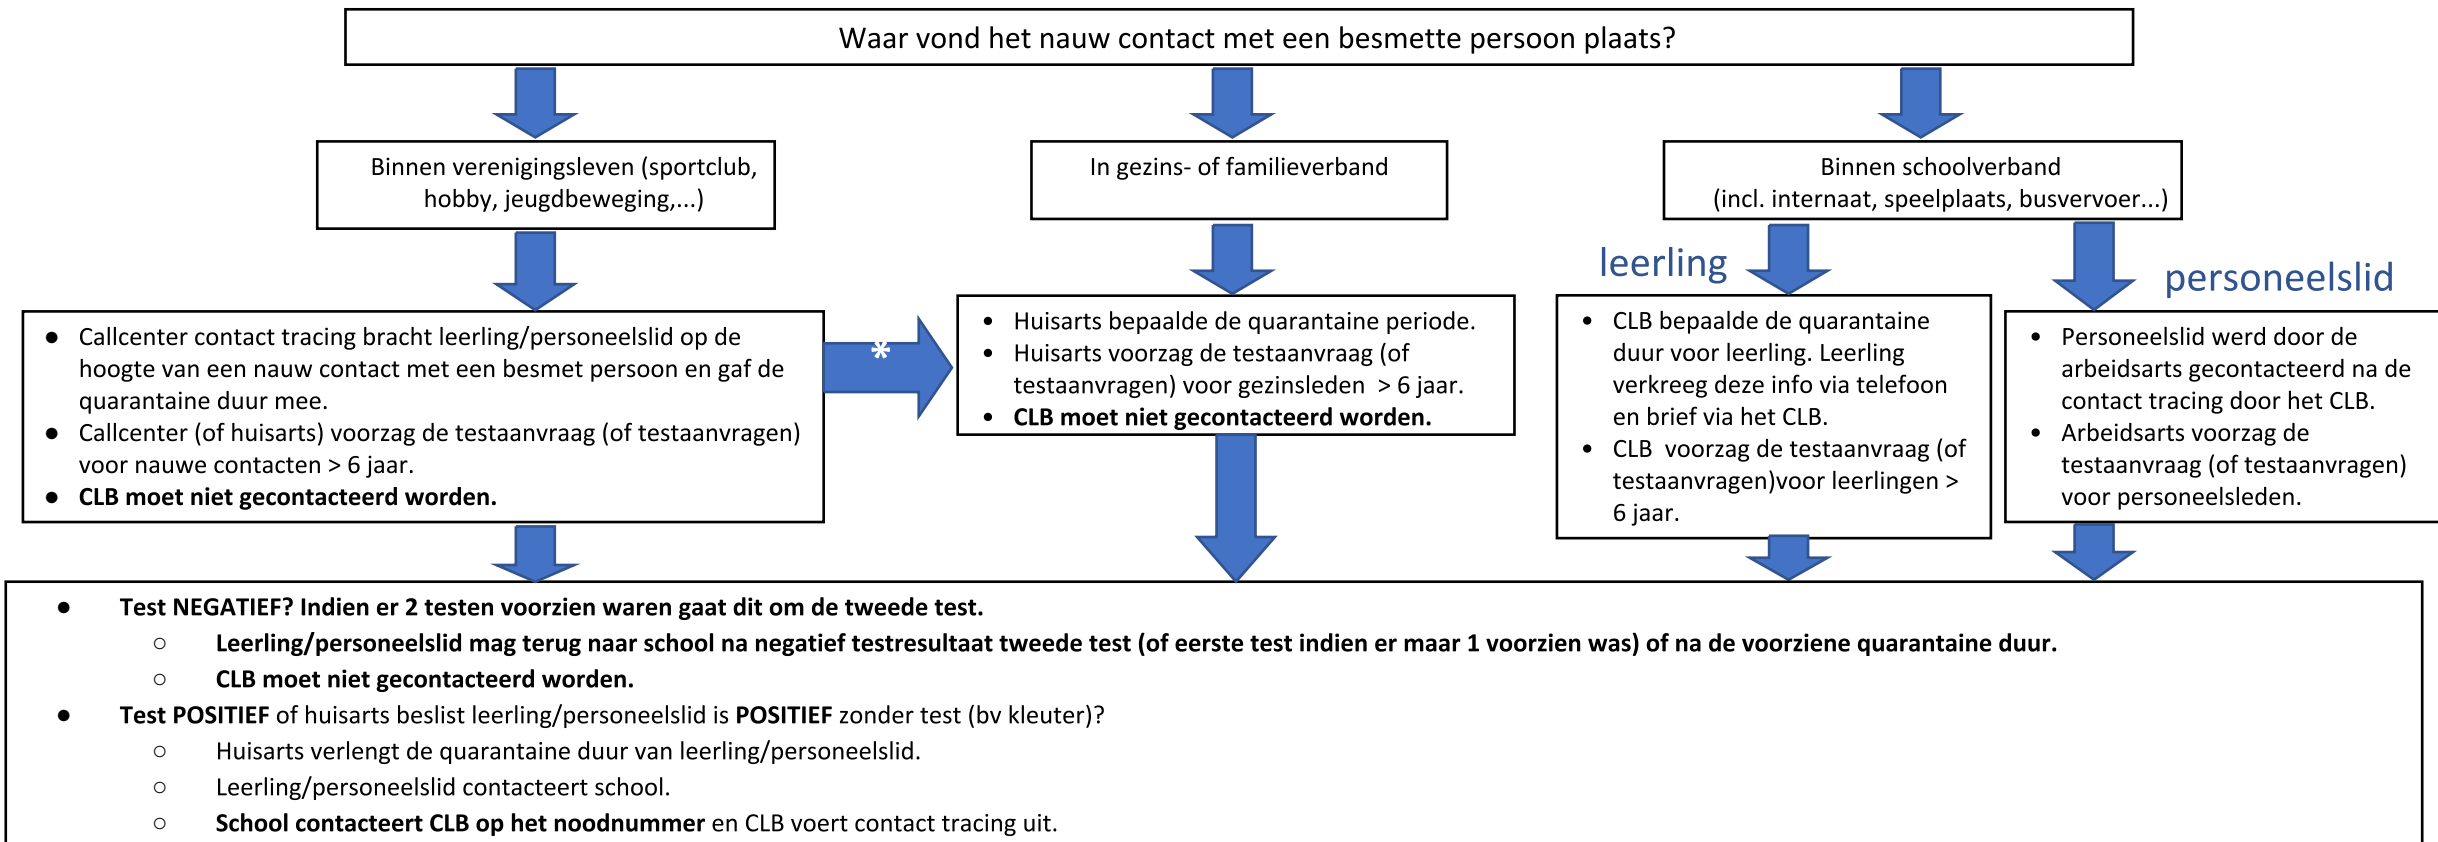 Waar vond het nauw contact met een besmette persoon plaats?
Binnen verenigingsleven (sportclub,
hobby, jeugdbeweging,...)
In gezins- of familieverband
Binnen schoolverband
(incl. internaat, speelplaats, busvervoer...)
leerling
personeelslid
● Callcenter contact tracing bracht leerling/personeelslid op de
hoogte van een nauw contact met een besmet persoon en gaf de
quarantaine duur mee.
● Callcenter (of huisarts) voorzag de testaanvraag (of testaanvragen)
voor nauwe contacten > 6 jaar.
● CLB moet niet gecontacteerd worden.
*
• Huisarts bepaalde de quarantaine periode.
• Huisarts voorzag de testaanvraag (of
testaanvragen) voor gezinsleden > 6 jaar.
• CLB moet niet gecontacteerd worden.
• CLB bepaalde de quarantaine
duur voor leerling. Leerling
verkreeg deze info via telefoon
en brief via het CLB.
• CLB voorzag de testaanvraag (of
testaanvragen)voor leerlingen >
6 jaar.
• Personeelslid werd door de
arbeidsarts gecontacteerd na de
contact tracing door het CLB.
• Arbeidsarts voorzag de
testaanvraag (of testaanvragen)
voor personeelsleden.
● Test NEGATIEF? Indien er 2 testen voorzien waren gaat dit om de tweede test.
○ Leerling/personeelslid mag terug naar school na negatief testresultaat tweede test (of eerste test indien er maar 1 voorzien was) of na de voorziene quarantaine duur.
○ CLB moet niet gecontacteerd worden.
● Test POSITIEF of huisarts beslist leerling/personeelslid is POSITIEF zonder test (bv kleuter)?
○ Huisarts verlengt de quarantaine duur van leerling/personeelslid.
○ Leerling/personeelslid contacteert school.
○ School contacteert CLB op het noodnummer en CLB voert contact tracing uit.